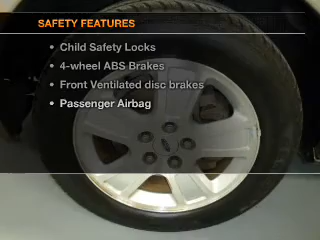 SAFETY FEATURES
• Child Safety Locks
• 4-wheel ABS Brakes
• Front Ventilated disc brakes
• Passenger Airbag